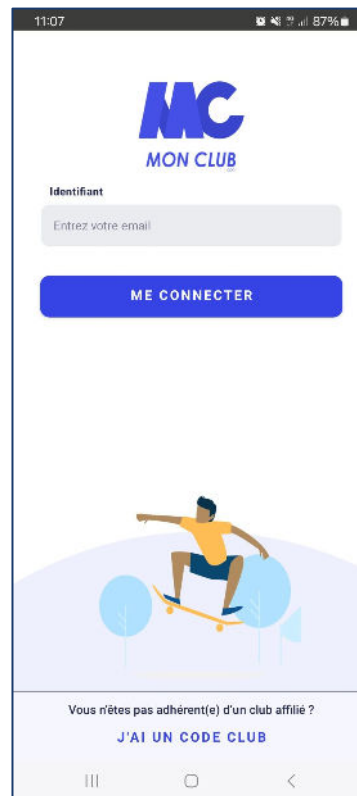 11:07
87%
MC
MON CLUB
Identifiant
Entrez votre email
ME CONNECTER
Vous n'êtes pas adhérent(e) d'un club affilié ?
J'AI UN CODE CLUB